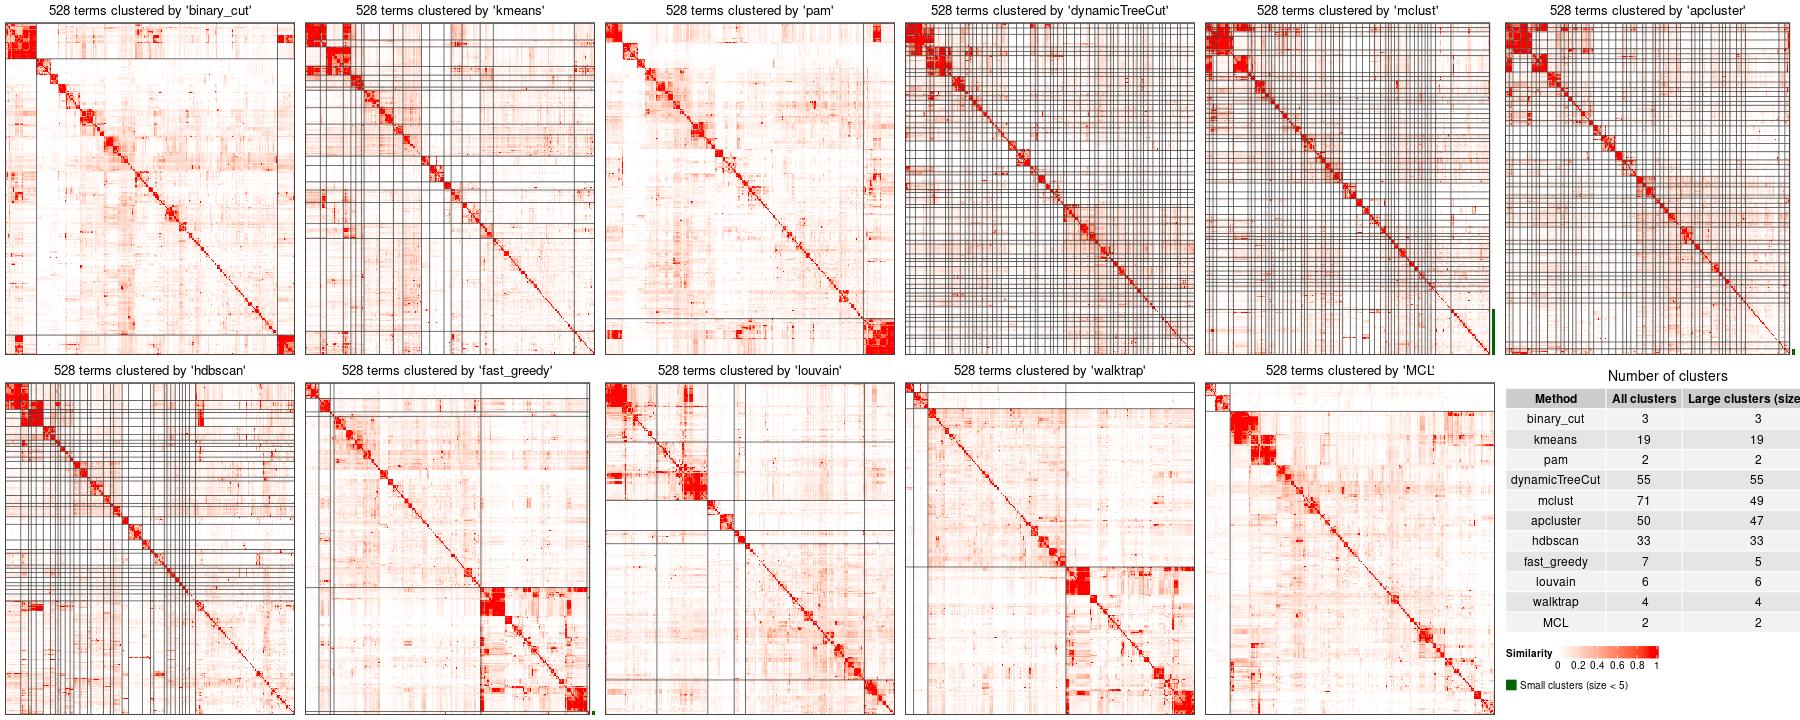 528 terms clustered by 'binary_cut'
528 terms clustered by 'kmeans'
528 terms clustered by 'pam'
528 terms clustered by 'dynamicTreeCut'
528 terms clustered by 'mclust'
528 terms clustered by 'apcluster'
528 terms clustered by 'hdbscan'
528 terms clustered by 'fast_greedy'
528 terms clustered by 'louvain'
528 terms clustered by 'walktrap'
528 terms clustered by 'MCL'
Number of clusters
Method All clusters Large clusters (size
binary_cut 3 3
kmeans 19 19
pam 2 2
dynamicTreeCut 55 55
mclust 71 49
apcluster 50 47
hdbscan 33 33
fast_greedy 7 5
louvain 6 6
walktrap 4 4
MCL 2 2
Similarity
0 0.2 0.4 0.6 0.8 1
Small clusters (size < 5)